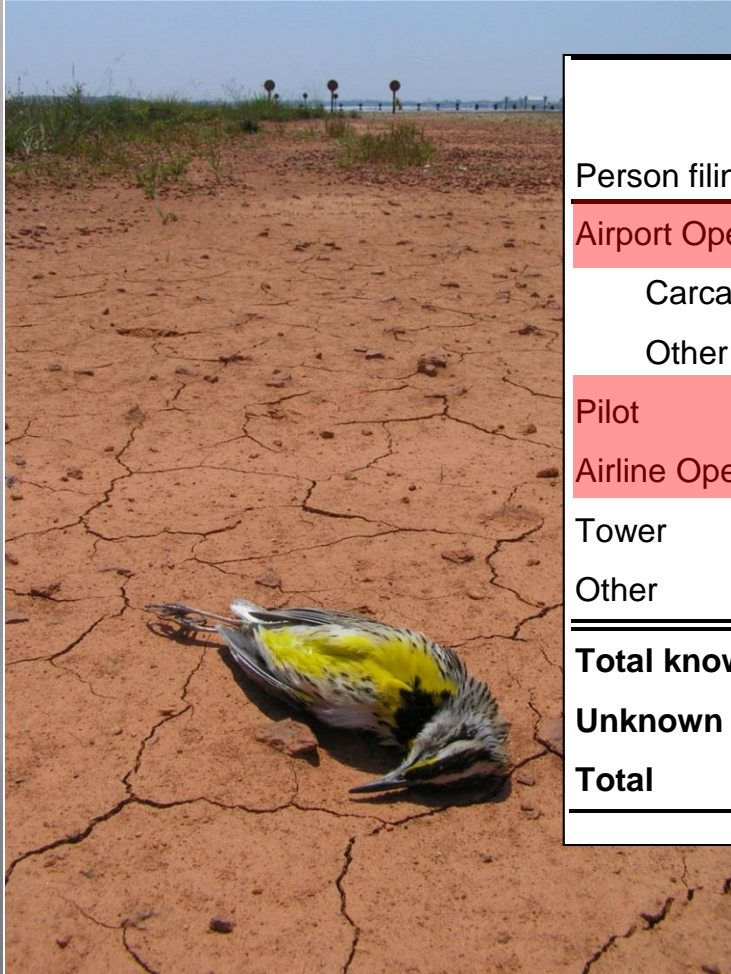 Person
Airport
Other
Pilot
Airline
Tower
Other
Total
Unknown
Total